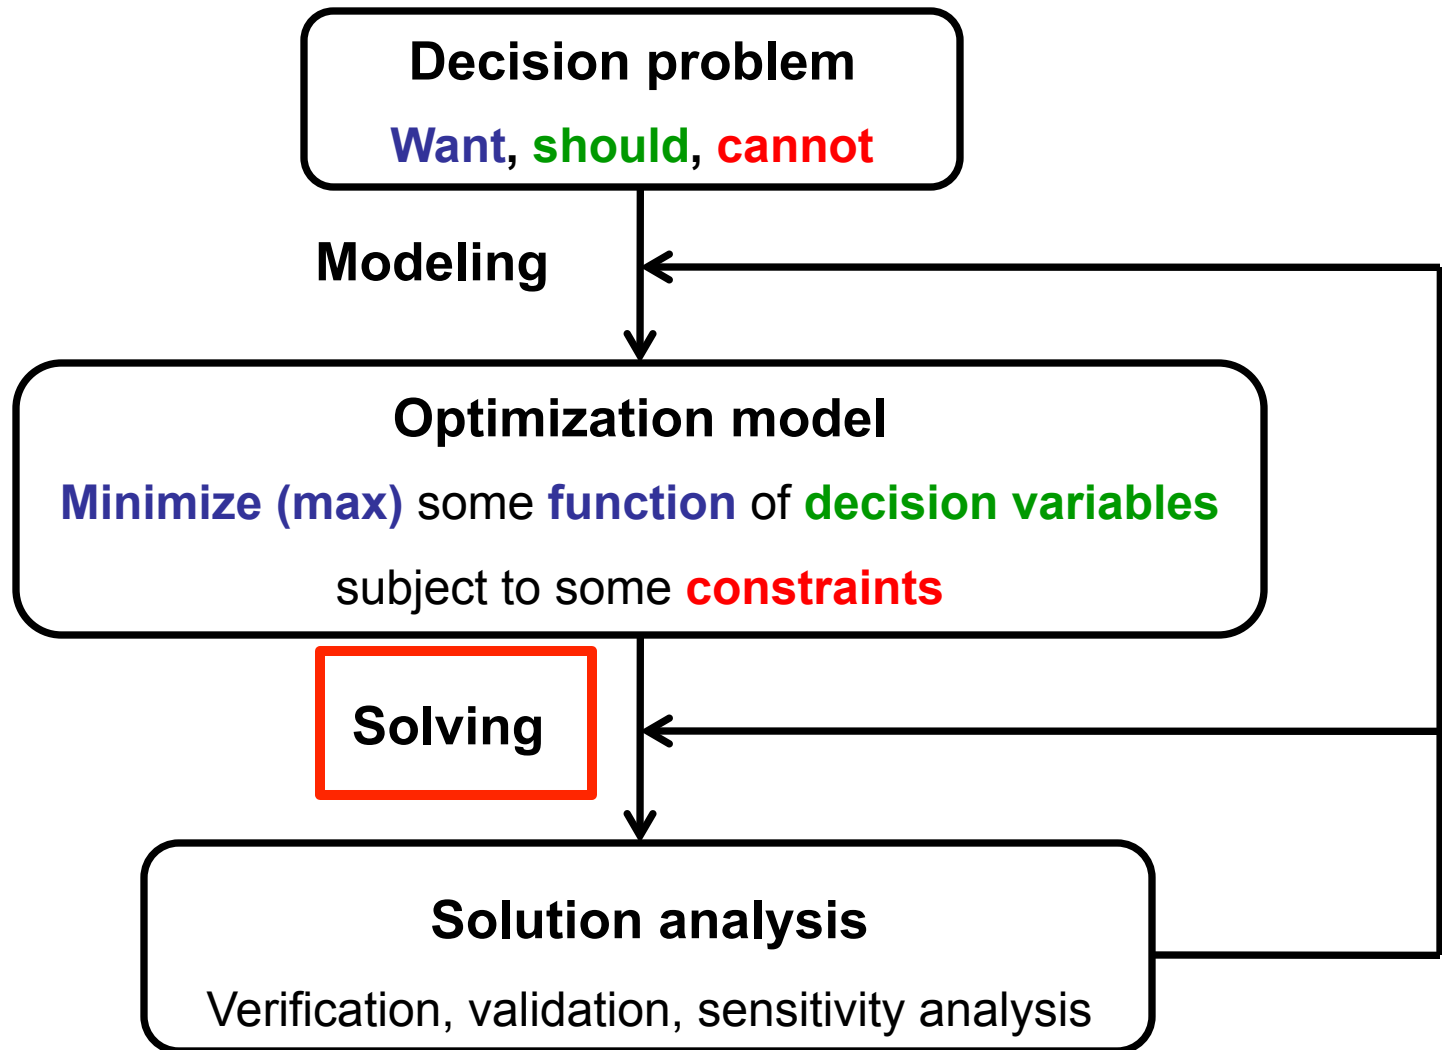 Decision problem
Want, should, cannot
Modeling
Optimization model
Minimize (max) some function of decision variables
subject to some constraints
Solving
Solution analysis
Verification, validation, sensitivity analysis